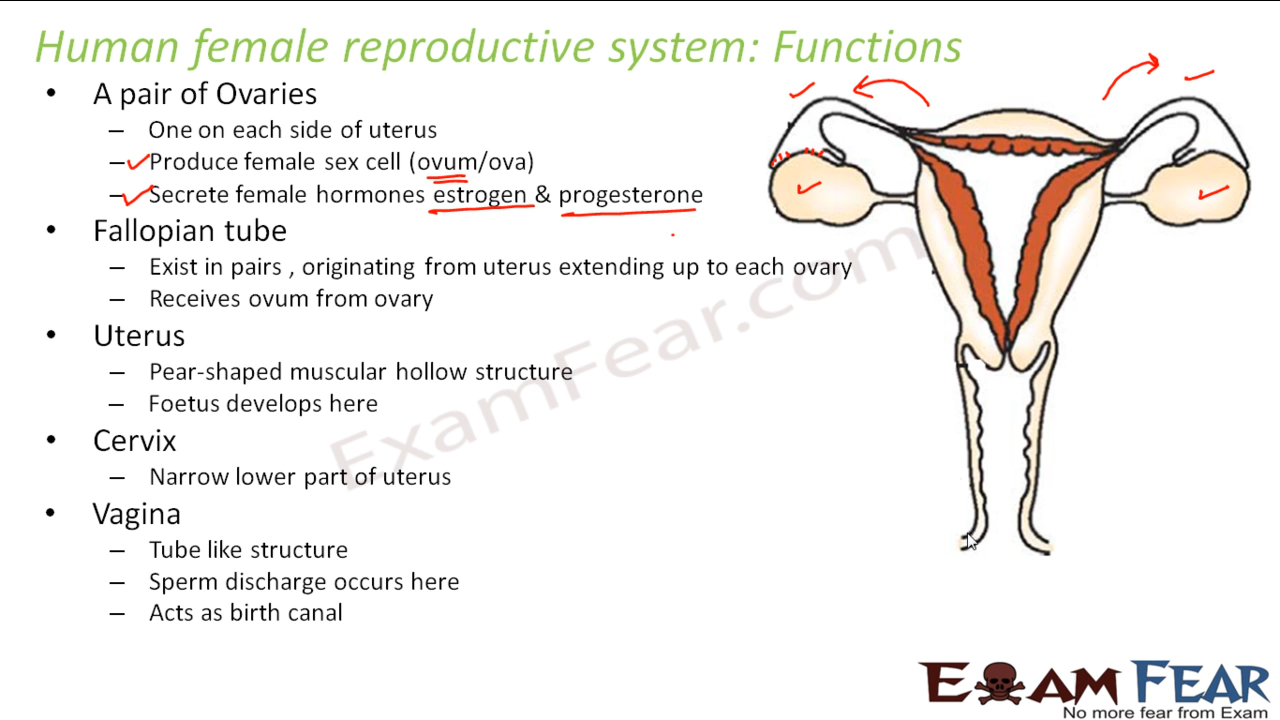 Human female reproductive system: Functions
• A pair of Ovaries
– One on each side of uterus
– Produce female sex cell (ovum/ova)
– Secrete female hormones estrogen & progesterone
• Fallopian tube
– Exist in pairs , originating from uterus extending up to each ovary
– Receives ovum from ovary
• Uterus
– Pear-shaped muscular hollow structure
– Foetus develops here
• Cervix
– Narrow lower part of uterus
• Vagina
– Tube like structure
– Sperm discharge occurs here
– Acts as birth canal
ExamFear.com
EXAM FEAR
No more fear from Exam